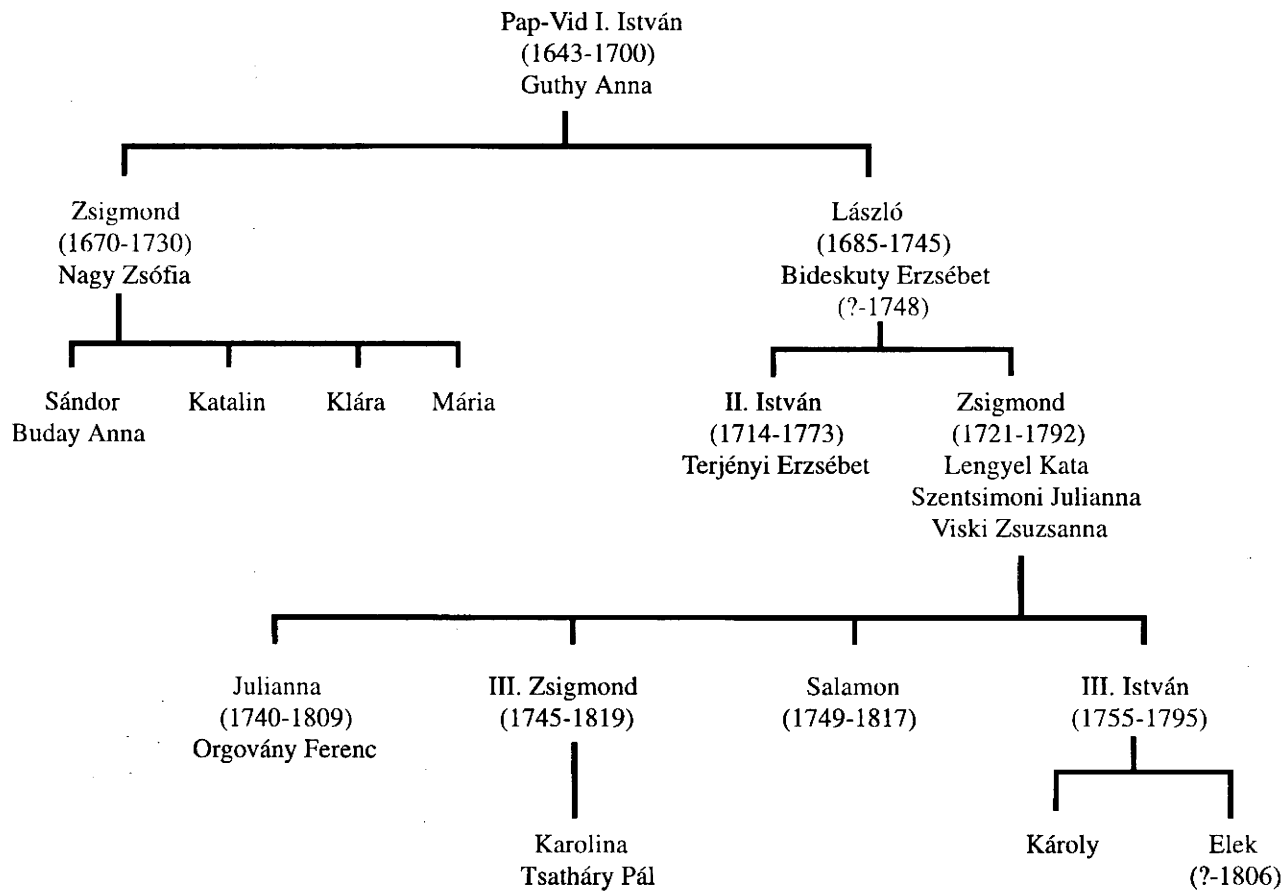 Pap-Vid I. István
(1643-1700)
Guthy Anna
Zsigmond
(1670-1730)
Nagy Zsófia
László
(1685-1745)
Bideskuty Erzsébet
(?-1748)
Sándor
Buday Anna
Katalin
Klára
Mária
II. István
(1714-1773)
Terjényi Erzsébet
Zsigmond
(1721-1792)
Lengyel Kata
Szentsimoni Julianna
Viski Zsuzsanna
Julianna
(1740-1809)
Orgovány Ferenc
III. Zsigmond
(1745-1819)
Salamon
(1749-1817)
III. István
(1755-1795)
Karolina
Tsatháry Pál
Károly
Elek
(?-1806)